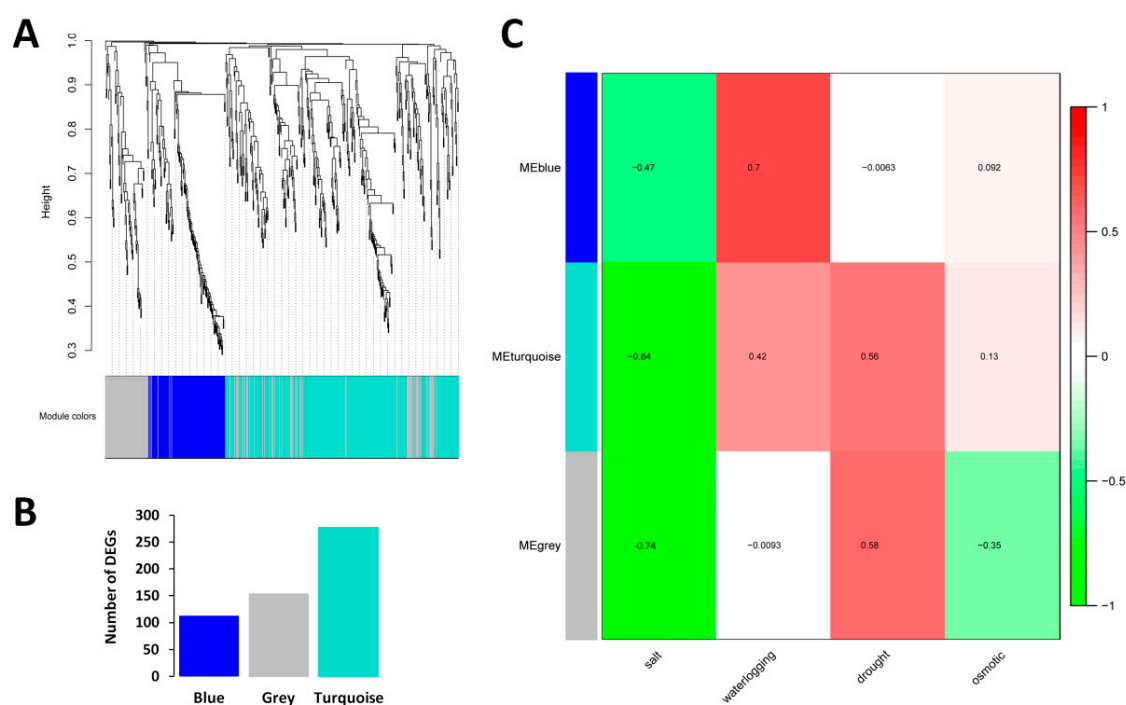 A
1.0
0.9
0.8
0.7
0.6
0.5
0.4
0.3
Height
Module colors
B
300
250
200
150
100
50
0
Number of DEGs
Blue Grey Turquoise
C
MEblue
−0.47 0.7 −0.0063 0.092
MEturquoise
−0.84 0.42 0.56 0.13
MEgrey
−0.74 −0.0093 0.58 −0.35
salt waterlogging drought osmotic
1
0.5
0
−0.5
−1